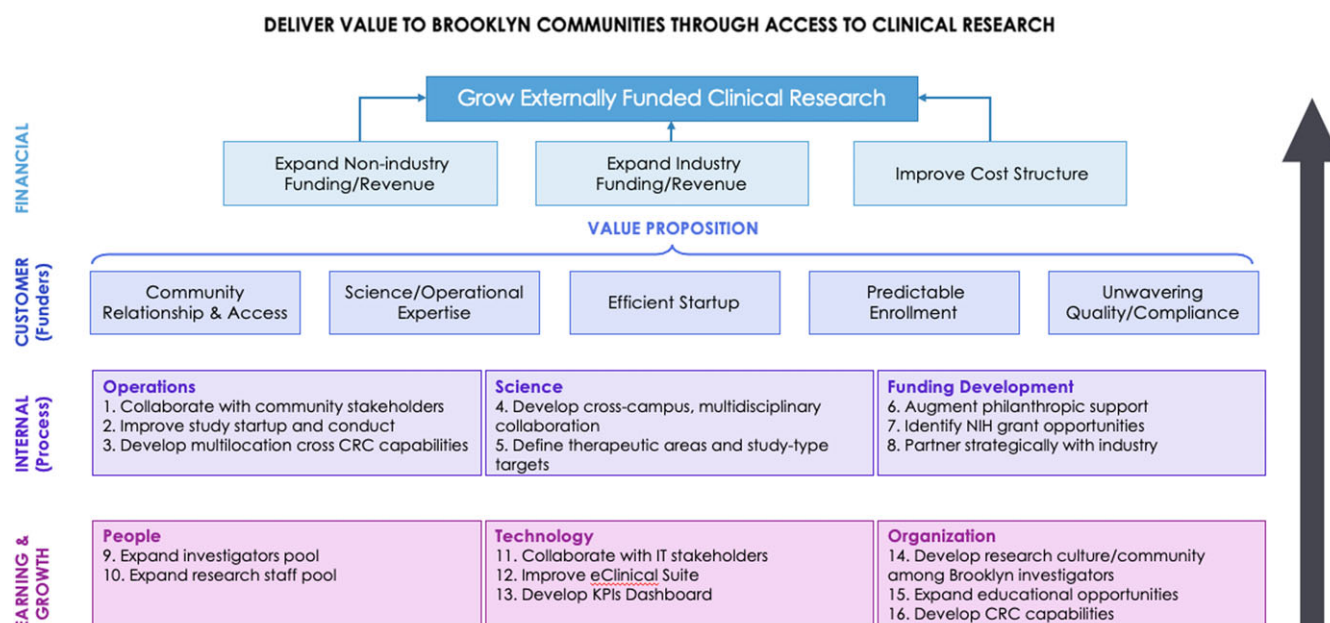 DELIVER VALUE TO BROOKLYN COMMUNITIES THROUGH ACCESS TO CLINICAL RESEARCH
FINANCIAL
Grow Externally Funded Clinical Research
Expand Non-industry
Funding/Revenue
Expand Industry
Funding/Revenue
Improve Cost Structure
VALUE PROPOSITION
CUSTOMER
(Funders)
Community
Relationship & Access
Science/Operational
Expertise
Efficient Startup
Predictable
Enrollment
Unwavering
Quality/Compliance
INTERNAL
(Process)
Operations
1. Collaborate with community stakeholders
2. Improve study startup and conduct
3. Develop multilocation cross CRC capabilities
Science
4. Develop cross-campus, multidisciplinary
collaboration
5. Define therapeutic areas and study-type
targets
Funding Development
6. Augment philanthropic support
7. Identify NIH grant opportunities
8. Partner strategically with industry
EARNING &
GROWTH
People
9. Expand investigators pool
10. Expand research staff pool
Technology
11. Collaborate with IT stakeholders
12. Improve eClinical Suite
13. Develop KPIs Dashboard
Organization
14. Develop research culture/community
among Brooklyn investigators
15. Expand educational opportunities
16. Develop CRC capabilities